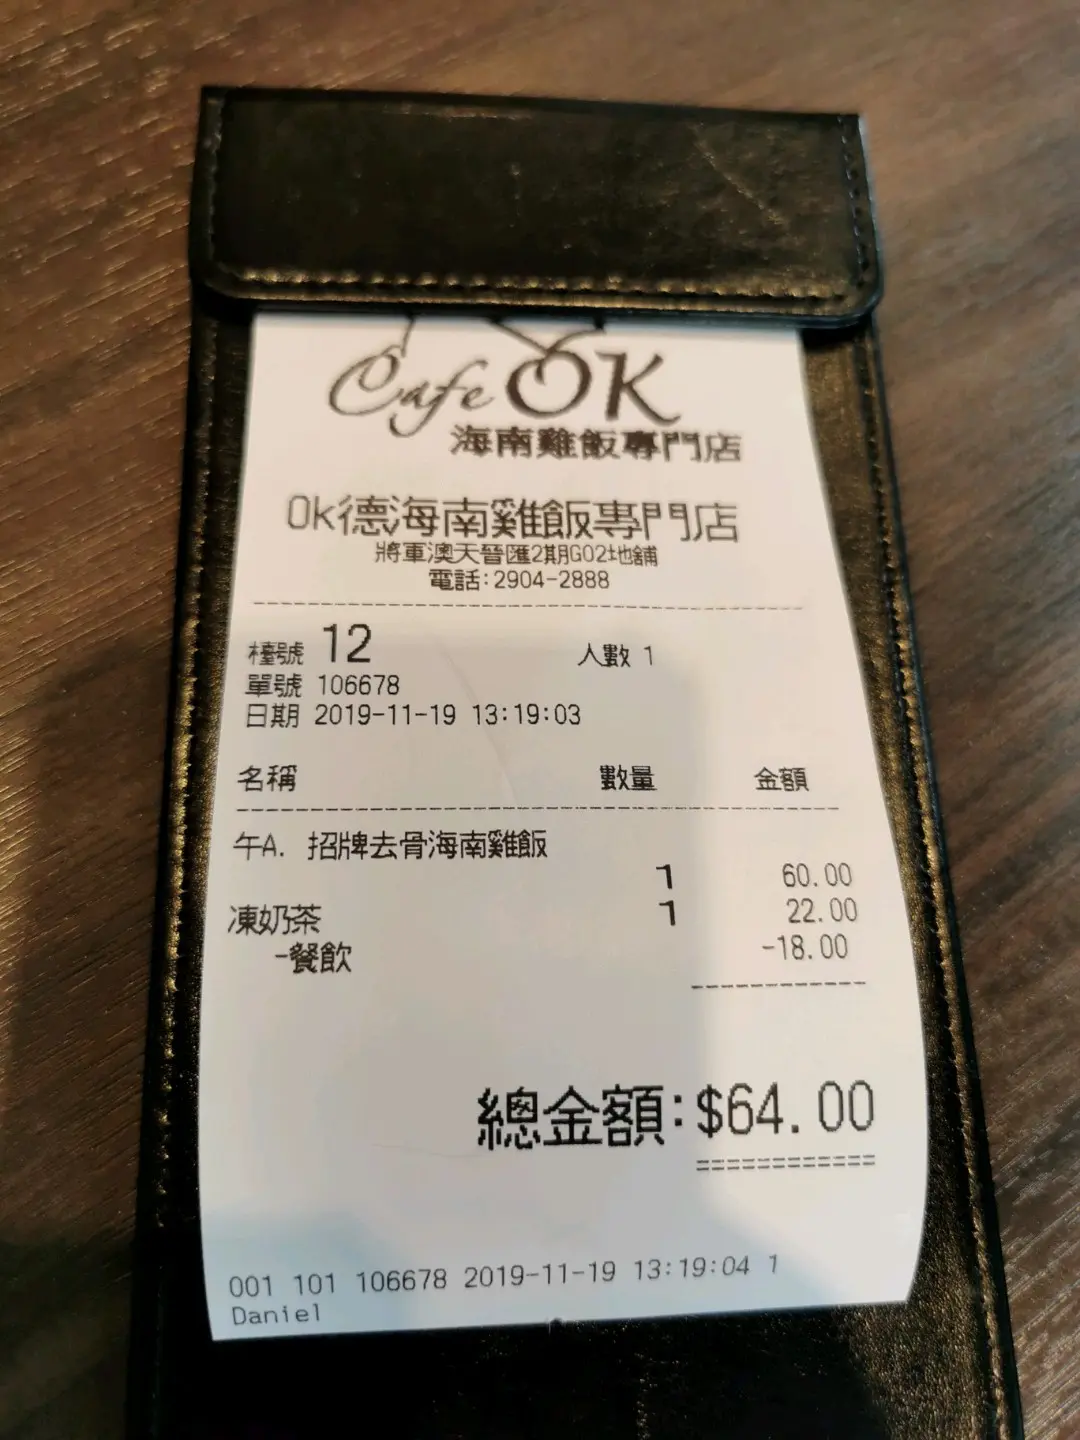 Cafe OK
海南雞飯專門店
Ok德海南雞飯專門店
將軍澳天晉匯2期G02地舖
電話:2904-2888
檯號 12 人數 1
單號 106678
日期 2019-11-19 13:19:03
名稱 數量 金額
午A. 招牌去骨海南雞飯
1 60.00
凍奶茶 1 22.00
-餐飲 -18.00
總金額:$64.00
001 101 106678 2019-11-19 13:19:04 1
Daniel